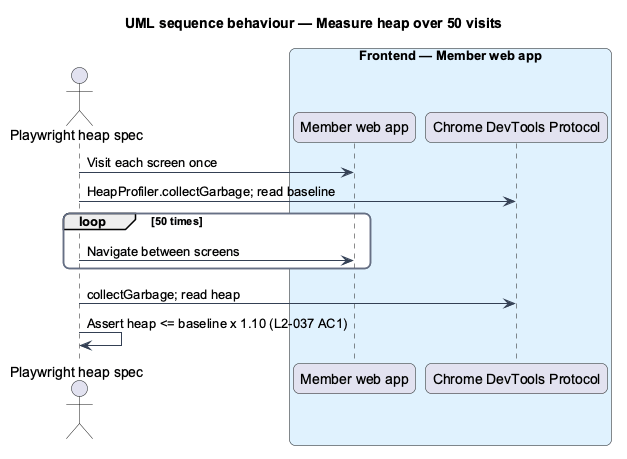 UML sequence behaviour — Measure heap over 50 visits
Frontend — Member web app
Playwright heap spec
Member web app
Chrome DevTools Protocol
Visit each screen once
HeapProfiler.collectGarbage; read baseline
loop
[50 times]
Navigate between screens
collectGarbage; read heap
Assert heap <= baseline x 1.10 (L2-037 AC1)
Playwright heap spec
Member web app
Chrome DevTools Protocol